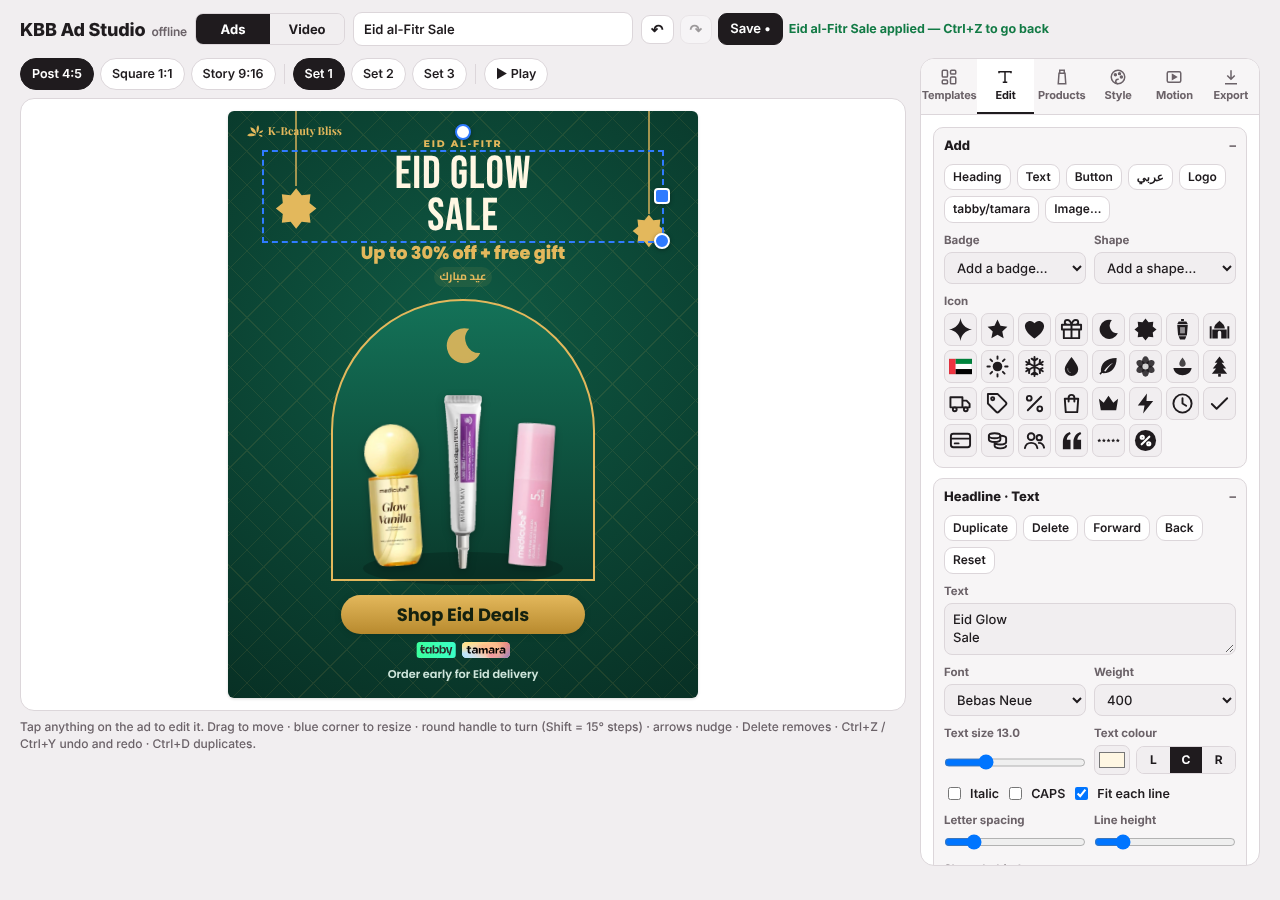 KBB Ad Studio offline
Ads
Video
Eid al-Fitr Sale
Save •
Eid al-Fitr Sale applied — Ctrl+Z to go back
Post 4:5
Square 1:1
Story 9:16
Set 1
Set 2
Set 3
▶ Play
K-Beauty Bliss
EID AL-FITR
EID GLOW
SALE
Up to 30% off + free gift
عيد مبارك
medicube
Glow
Vanilla
MARY & MAY
medicube
Shop Eid Deals
tabby
tamara
Order early for Eid delivery
Tap anything on the ad to edit it. Drag to move · blue corner to resize · round handle to turn (Shift = 15° steps) · arrows nudge · Delete removes · Ctrl+Z /
Ctrl+Y undo and redo · Ctrl+D duplicates.
Templates
Edit
Products
Style
Motion
Export
Add
Heading
Text
Button
عربي
Logo
tabby/tamara
Image...
Badge
Shape
Add a badge...
Add a shape...
Icon
Headline · Text
Duplicate
Delete
Forward
Back
Reset
Text
Eid Glow
Sale
Font
Weight
Bebas Neue
400
Text size 13.0
Text colour
L
C
R
Italic
CAPS
Fit each line
Letter spacing
Line height